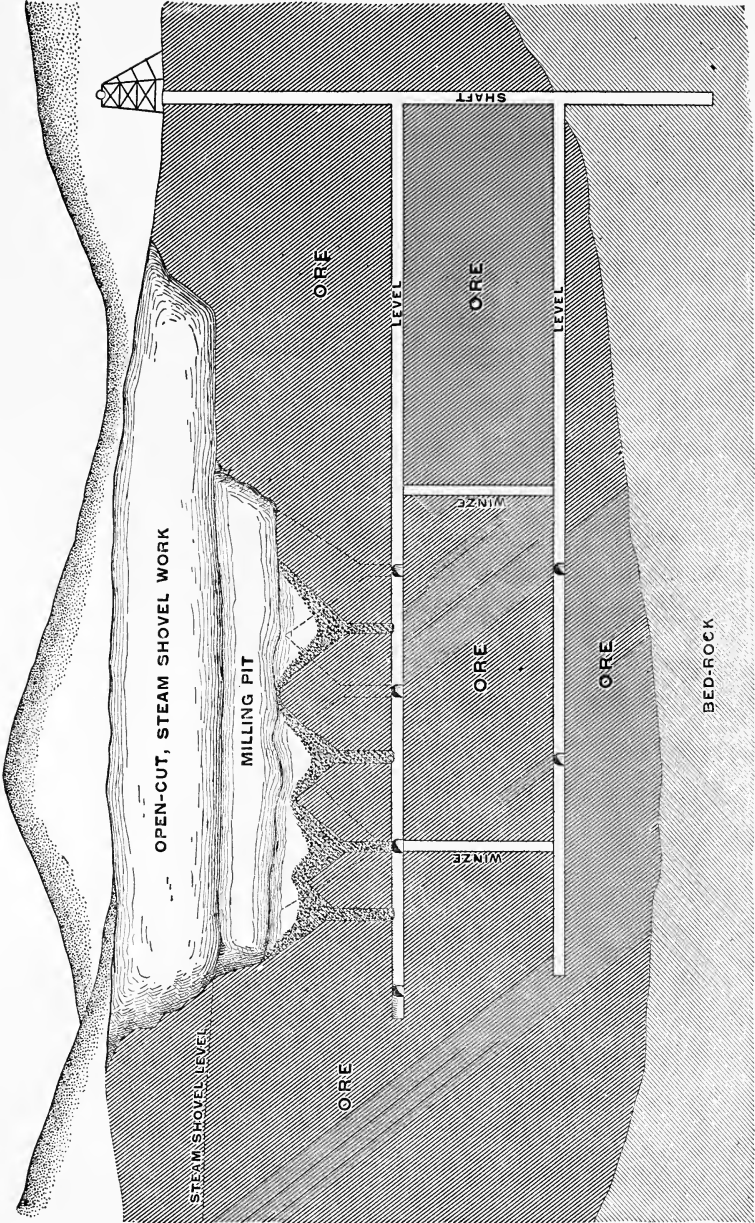 OPEN-CUT, STEAM SHOVEL WORK
MILLING PIT
STEAM SHOVEL LEVEL
ORE
ORE
LEVEL
SHAFT
ORE
WINZE
ORE
WINZE
LEVEL
ORE
BED-ROCK